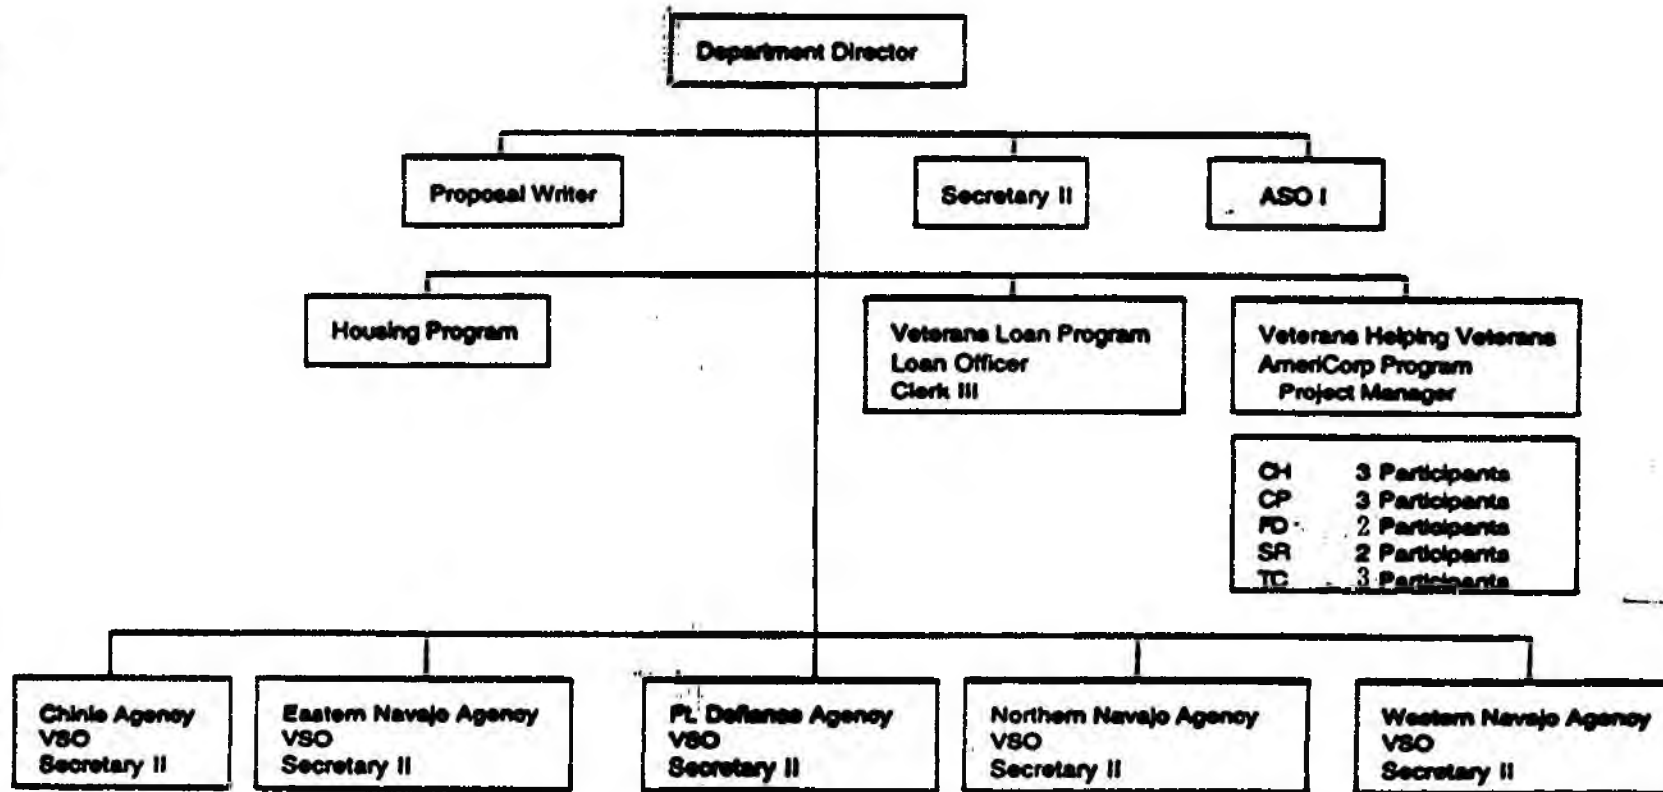 Department Director
Proposal Writer
Secretary II
ASO I
Housing Program
Veterans Loan Program
Loan Officer
Clerk III
Veterans Helping Veterans
AmeriCorp Program
Project Manager
CH 3 Participants
CP 3 Participants
FD 2 Participants
SR 2 Participants
TC 3 Participants
Chinle Agency
VSO
Secretary II
Eastern Navajo Agency
VSO
Secretary II
Ft. Defiance Agency
VSO
Secretary II
Northern Navajo Agency
VSO
Secretary II
Western Navajo Agency
VSO
Secretary II